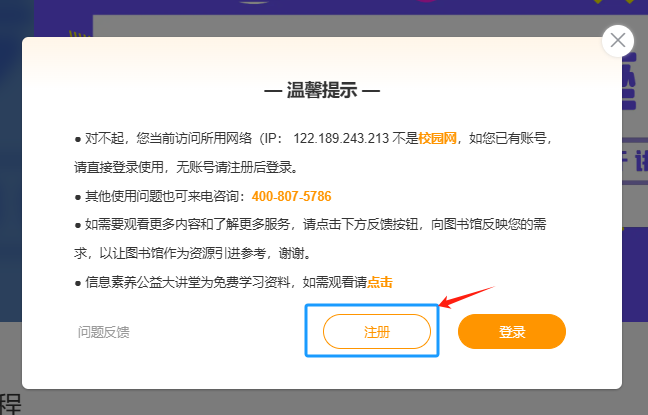 — 温馨提示 —
● 对不起，您当前访问所用网络（IP： 122.189.243.213 不是校园网，如您已有账号，
请直接登录使用，无账号请注册后登录。
● 其他使用问题也可来电咨询：400-807-5786
● 如需要观看更多内容和了解更多服务，请点击下方反馈按钮，向图书馆反映您的需
求，以让图书馆作为资源引进参考，谢谢。
● 信息素养公益大讲堂为免费学习资料，如需观看请点击
问题反馈
注册
登录
程